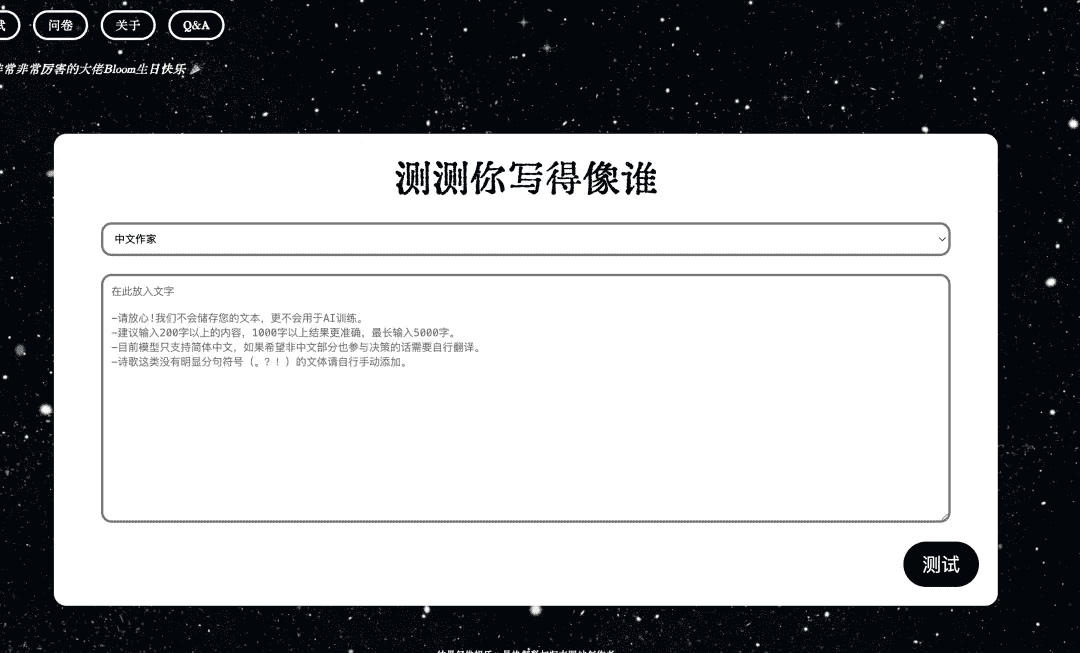 试 问卷 关于 Q&A
非常非常厉害的大佬Bloom生日快乐 🎉
测测你写得像谁
中文作家
在此放入文字
-请放心!我们不会储存您的文本，更不会用于AI训练。
-建议输入200字以上的内容，1000字以上结果更准确，最长输入5000字。
-目前模型只支持简体中文，如果希望非中文部分也参与决策的话需要自行翻译。
-诗歌这类没有明显分句符号（。？！）的文体请自行手动添加。
测试